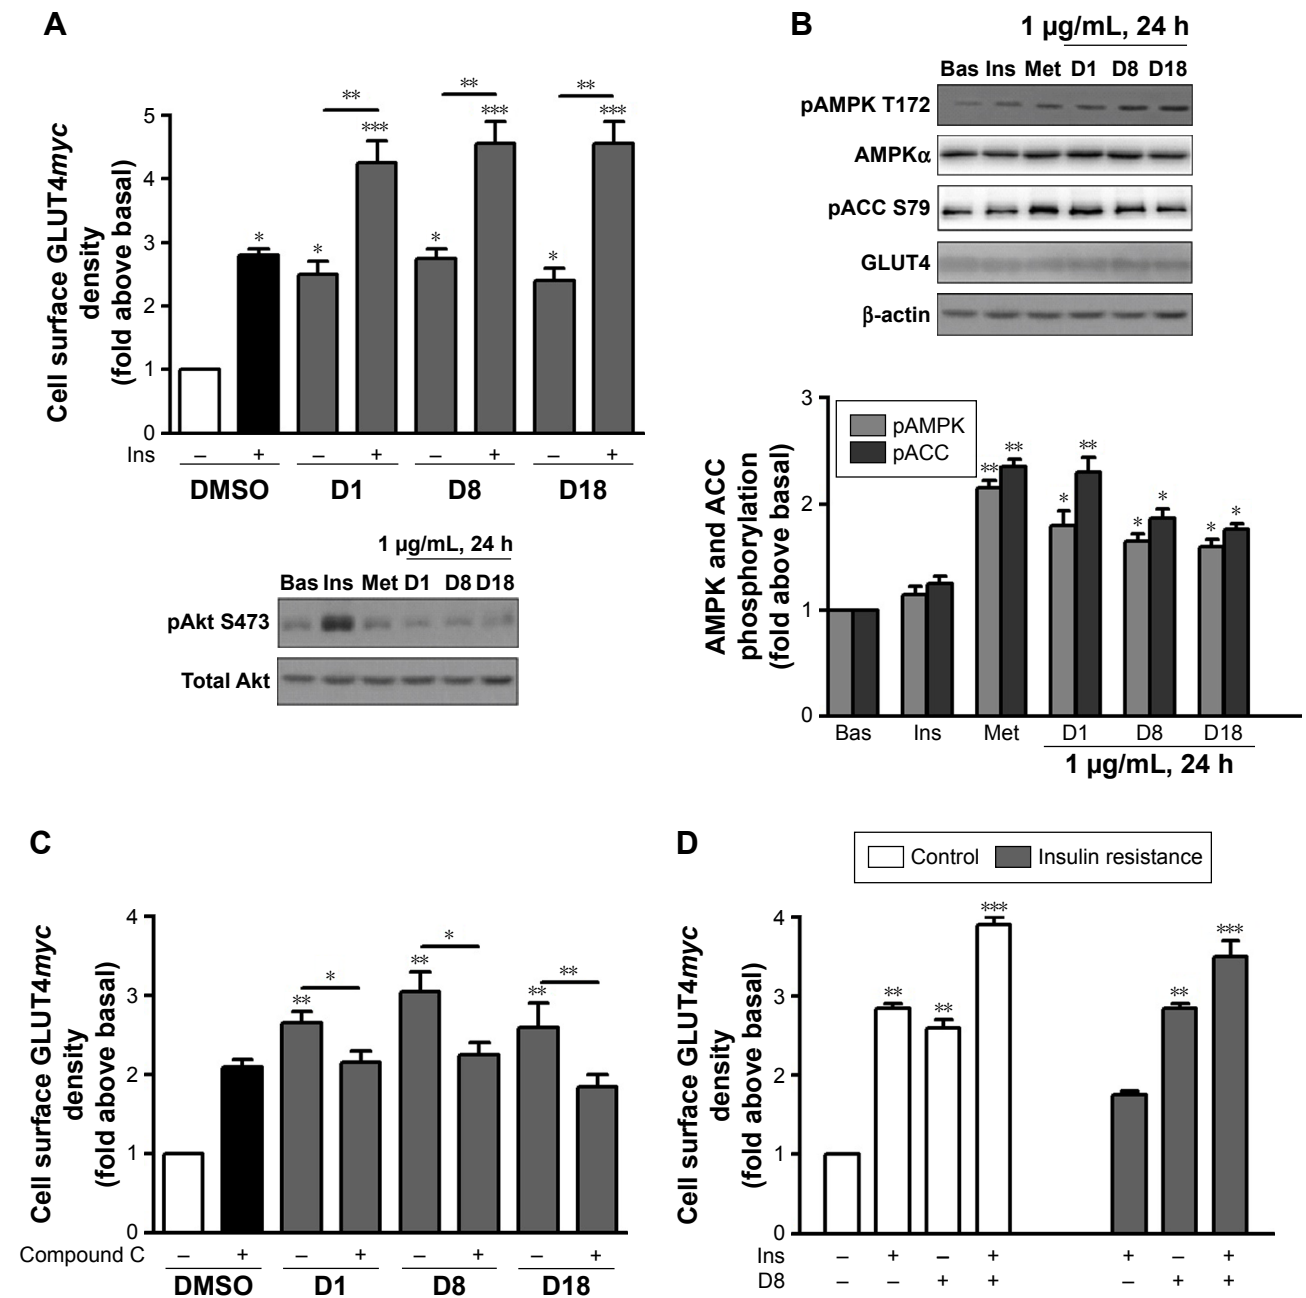 A
Cell surface GLUT4myc
density
(fold above basal)
5
4
3
2
1
0
* * *** * *** * ***
** ** **
Ins – + – + – + – +
DMSO D1 D8 D18
1 µg/mL, 24 h
Bas Ins Met D1 D8 D18
pAkt S473
Total Akt
B
1 µg/mL, 24 h
Bas Ins Met D1 D8 D18
pAMPK T172
AMPKα
pACC S79
GLUT4
β-actin
AMPK and ACC
phosphorylation
(fold above basal)
3
2
1
0
pAMPK
pACC
** ** * ** * * * *
Bas Ins Met D1 D8 D18
1 µg/mL, 24 h
C
Cell surface GLUT4myc
density
(fold above basal)
4
3
2
1
0
** ** **
* * **
Compound C – + – + – + – +
DMSO D1 D8 D18
D
Control Insulin resistance
Cell surface GLUT4myc
density
(fold above basal)
4
3
2
1
0
** ** *** ** ***
Ins – + – + + – +
D8 – – + + – + +